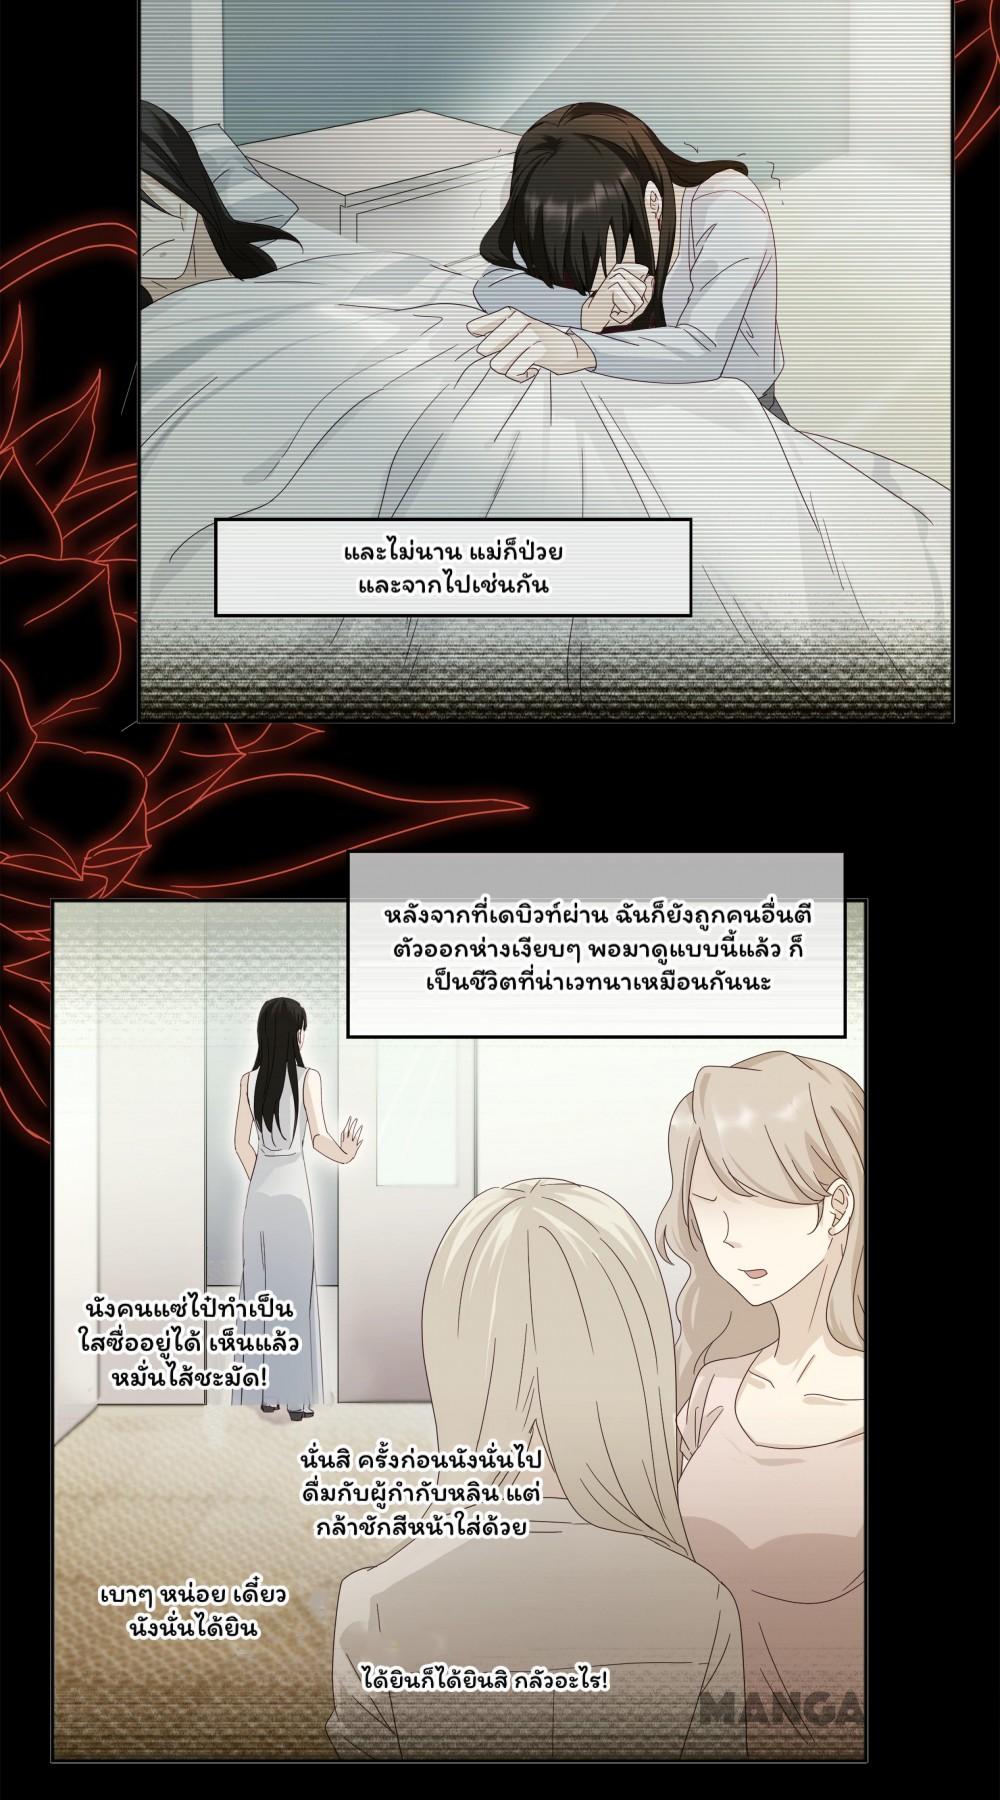 และไม่นาน แม่ก็ป่วย
และจากไปเช่นกัน
หลังจากที่เดบิวท์ผ่าน ฉันก็ยังถูกคนอื่นตี
ตัวออกห่างเงียบๆ พอมาดูแบบนี้แล้ว ก็
เป็นชีวิตที่น่าเวทนาเหมือนกันนะ
นังคนแซ่ไป๋ทำเป็น
ใสซื่ออยู่ได้ เห็นแล้ว
หมั่นไส้ชะมัด!
นั่นสิ ครั้งก่อนนังนั่นไป
ดื่มกับผู้กำกับหลิน แต่
กล้าชักสีหน้าใส่ด้วย
เบาๆ หน่อย เดี๋ยว
นังนั่นได้ยิน
ได้ยินก็ได้ยินสิ กลัวอะไร!
MANGA